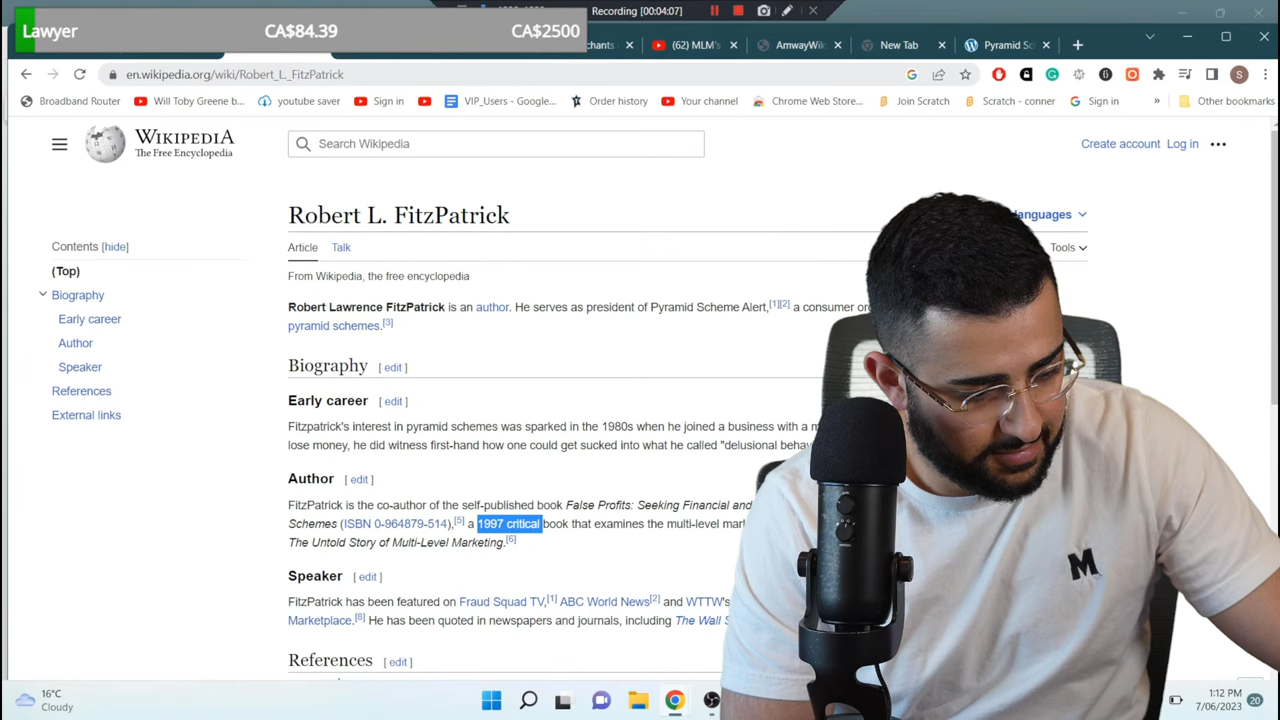 Lawyer CA$84.39 CA$2500
Recording [00:04:07]
chants (62) MLM's AmwayWik New Tab Pyramid Sc
en.wikipedia.org/wiki/Robert_L._FitzPatrick
Broadband Router Will Toby Greene b... youtube saver Sign in VIP_Users - Google... Order history Your channel Chrome Web Store... Join Scratch Scratch - conner Sign in » Other bookmarks
WIKIPEDIA
The Free Encyclopedia
Search Wikipedia
Create account Log in
Robert L. FitzPatrick
languages
Contents [hide]
Article Talk
Tools
(Top)
From Wikipedia, the free encyclopedia
Biography
Early career
Author
Speaker
References
External links
Robert Lawrence FitzPatrick is an author. He serves as president of Pyramid Scheme Alert,[1][2] a consumer
pyramid schemes.[3]
Biography [ edit ]
Early career [ edit ]
Fitzpatrick's interest in pyramid schemes was sparked in the 1980s when he joined a business with a
lose money, he did witness first-hand how one could get sucked into what he called "delusional
Author [ edit ]
FitzPatrick is the co-author of the self-published book False Profits: Seeking Financial and
Schemes (ISBN 0-964879-514),[5] a 1997 critical book that examines the multi-level
The Untold Story of Multi-Level Marketing.[6]
Speaker [ edit ]
FitzPatrick has been featured on Fraud Squad TV,[1] ABC World News[2] and WTTW's
Marketplace.[8] He has been quoted in newspapers and journals, including The Wall
References [ edit ]
M
16°C
Cloudy
1:12 PM
7/06/2023
20